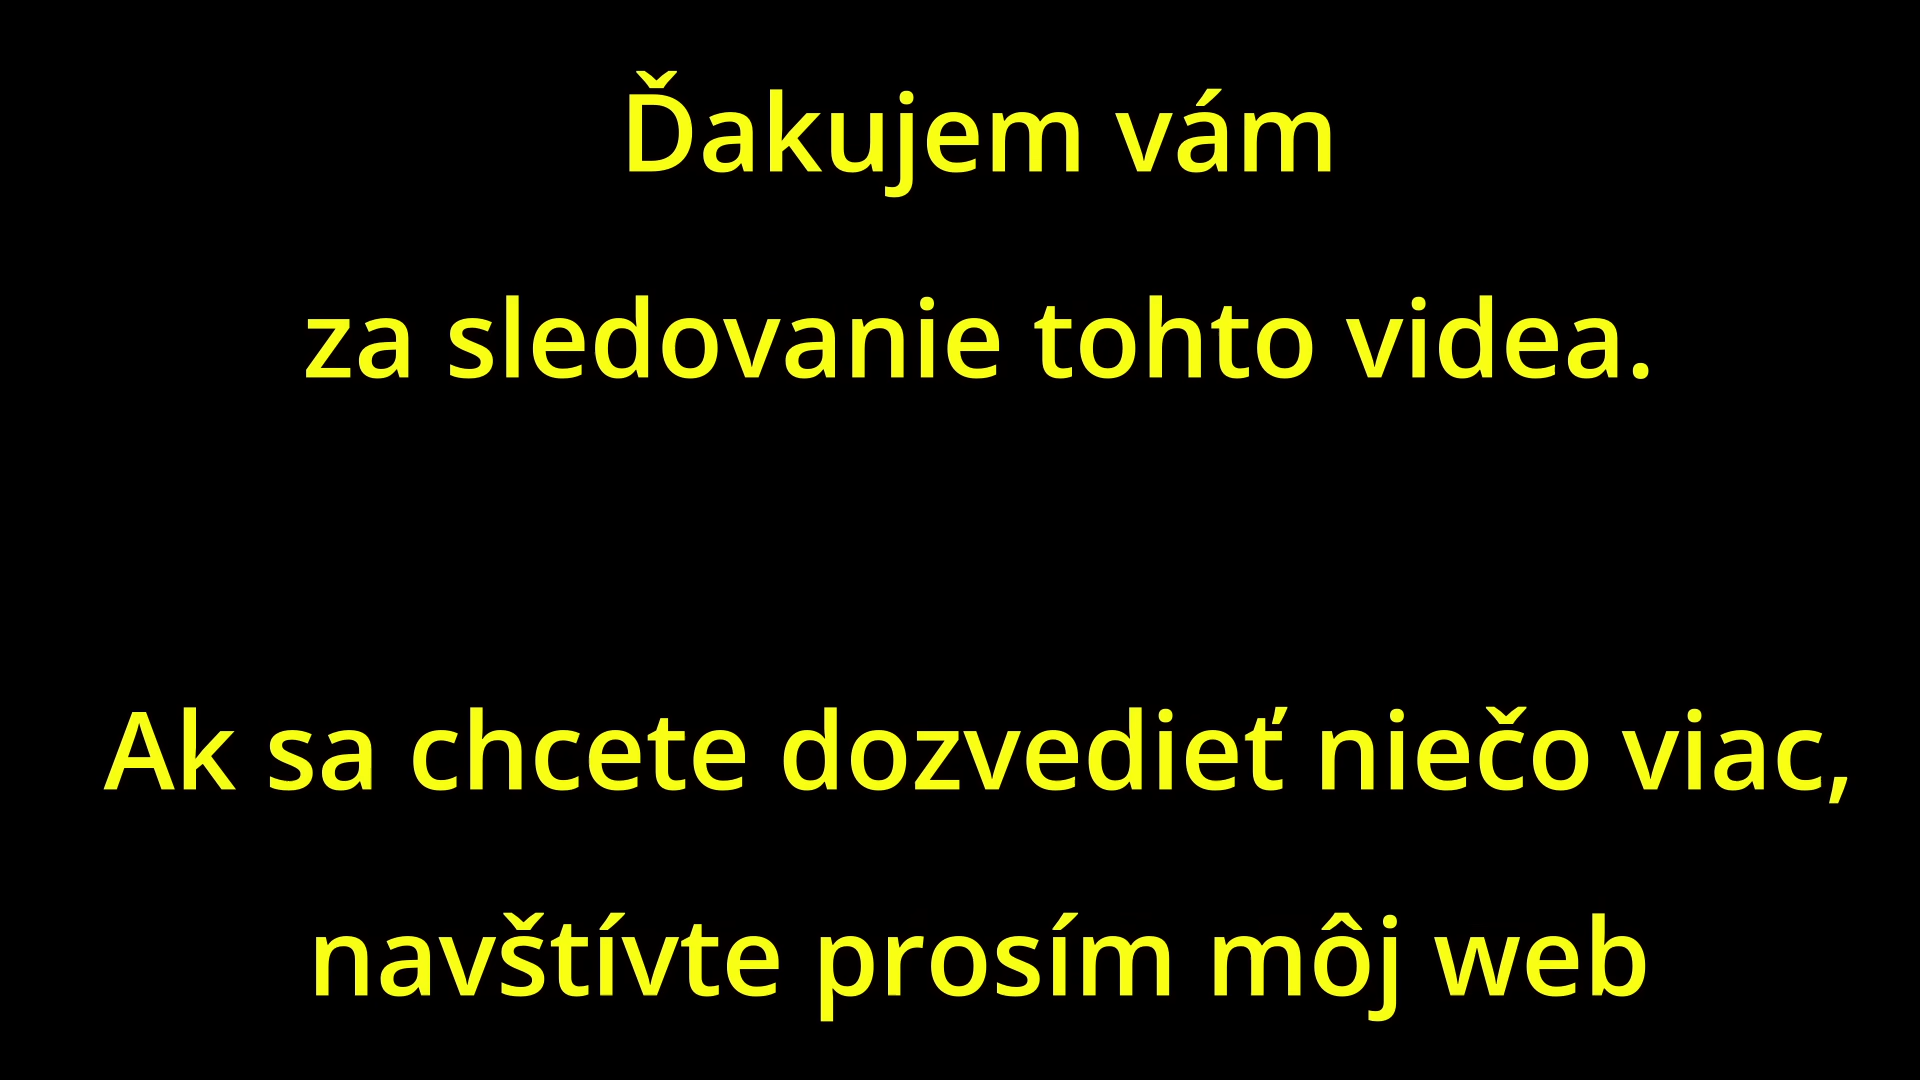 Ďakujem vám
za sledovanie tohto videa.
Ak sa chcete dozvedieť niečo viac,
navštívte prosím môj web